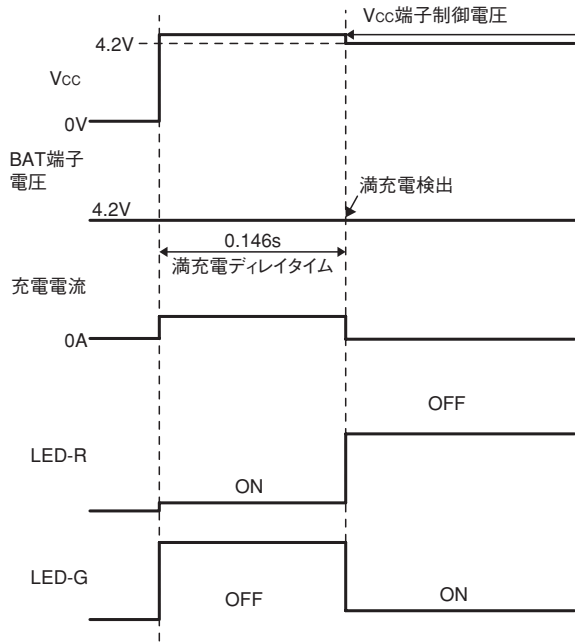 VCC端子制御電圧
4.2V
VCC
0V
BAT端子
電圧
満充電検出
4.2V
0.146s
満充電ディレイタイム
充電電流
0A
OFF
LED-R
ON
LED-G
OFF
ON